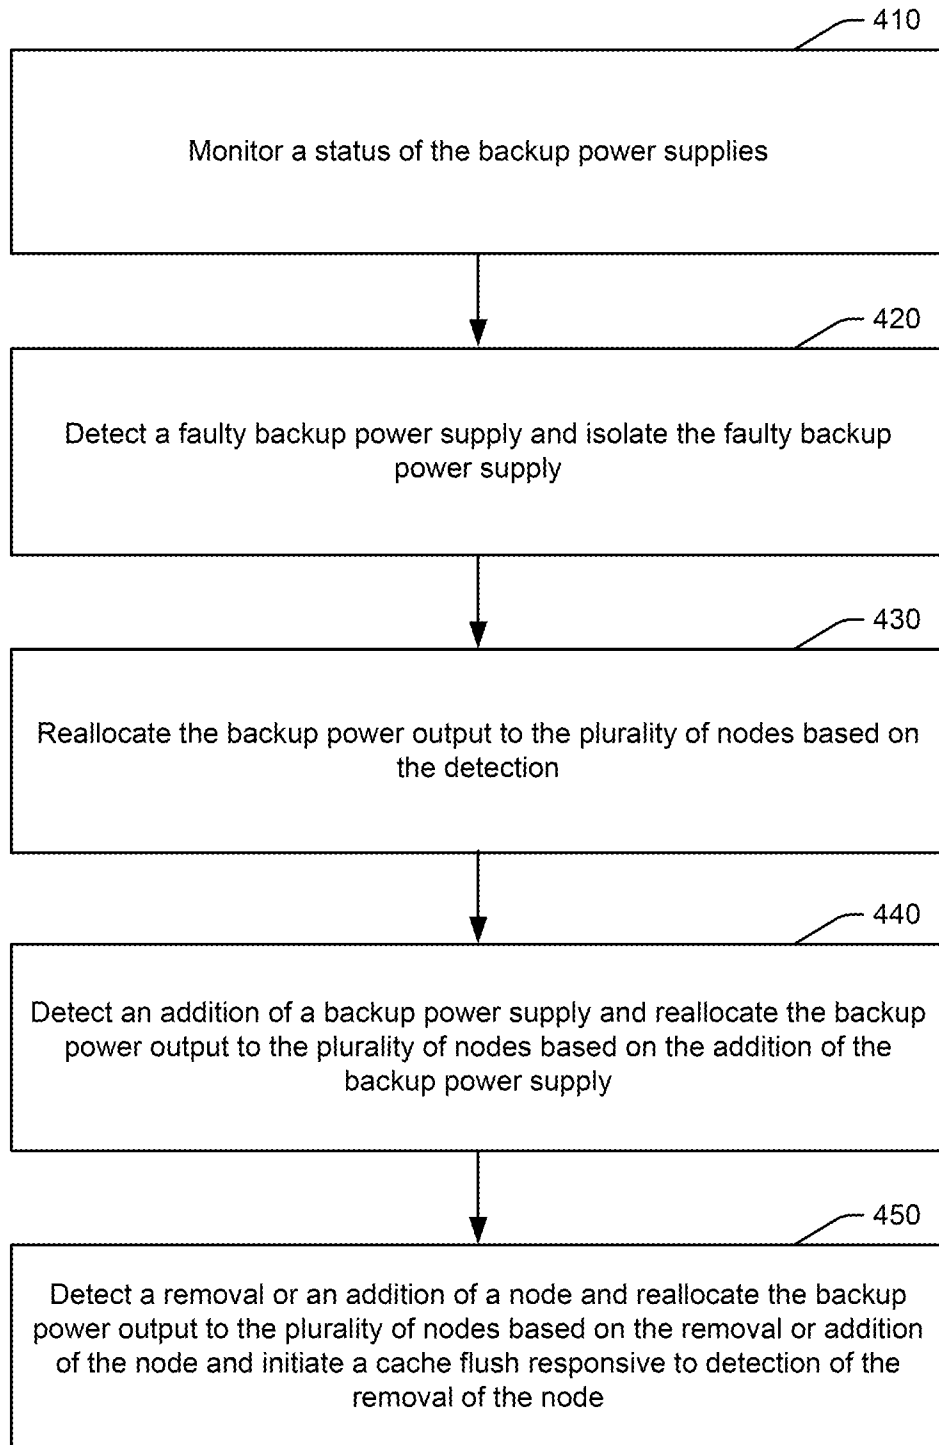 410
Monitor a status of the backup power supplies
420
Detect a faulty backup power supply and isolate the faulty backup
power supply
430
Reallocate the backup power output to the plurality of nodes based on
the detection
440
Detect an addition of a backup power supply and reallocate the backup
power output to the plurality of nodes based on the addition of the
backup power supply
450
Detect a removal or an addition of a node and reallocate the backup
power output to the plurality of nodes based on the removal or addition
of the node and initiate a cache flush responsive to detection of the
removal of the node